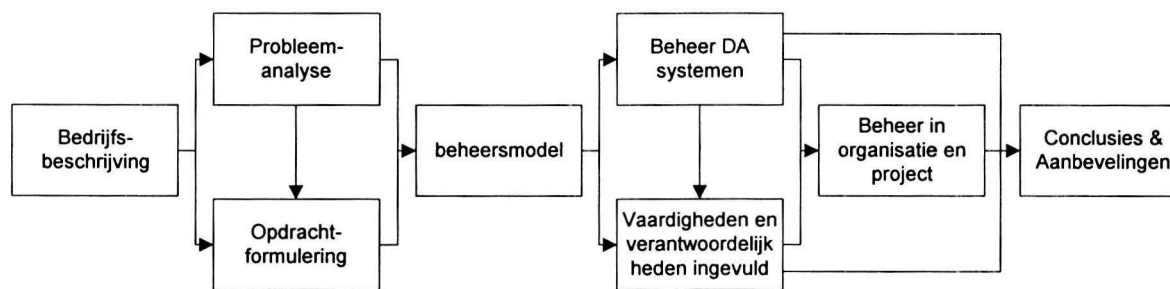 Bedrijfs-
beschrijving
Probleem-
analyse
Opdracht-
formulering
beheersmodel
Beheer DA
systemen
Vaardigheden en
verantwoordelijk
heden ingevuld
Beheer in
organisatie en
project
Conclusies &
Aanbevelingen